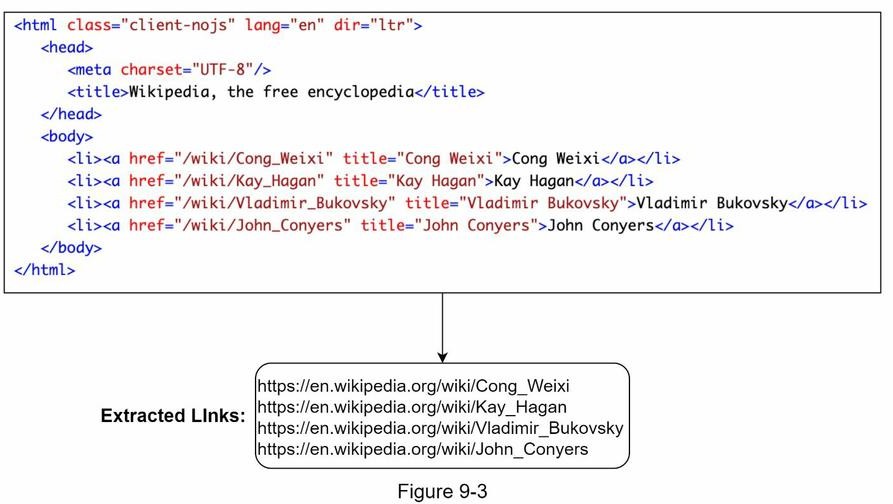 <html class="client-nojs" lang="en" dir="ltr">
<head>
<meta charset="UTF-8"/>
<title>Wikipedia, the free encyclopedia</title>
</head>
<body>
<li><a href="/wiki/Cong_Weixi" title="Cong Weixi">Cong Weixi</a></li>
<li><a href="/wiki/Kay_Hagan" title="Kay Hagan">Kay Hagan</a></li>
<li><a href="/wiki/Vladimir_Bukovsky" title="Vladimir Bukovsky">Vladimir Bukovsky</a></li>
<li><a href="/wiki/John_Conyers" title="John Conyers">John Conyers</a></li>
</body>
</html>
Extracted LInks:
https://en.wikipedia.org/wiki/Cong_Weixi
https://en.wikipedia.org/wiki/Kay_Hagan
https://en.wikipedia.org/wiki/Vladimir_Bukovsky
https://en.wikipedia.org/wiki/John_Conyers
Figure 9-3